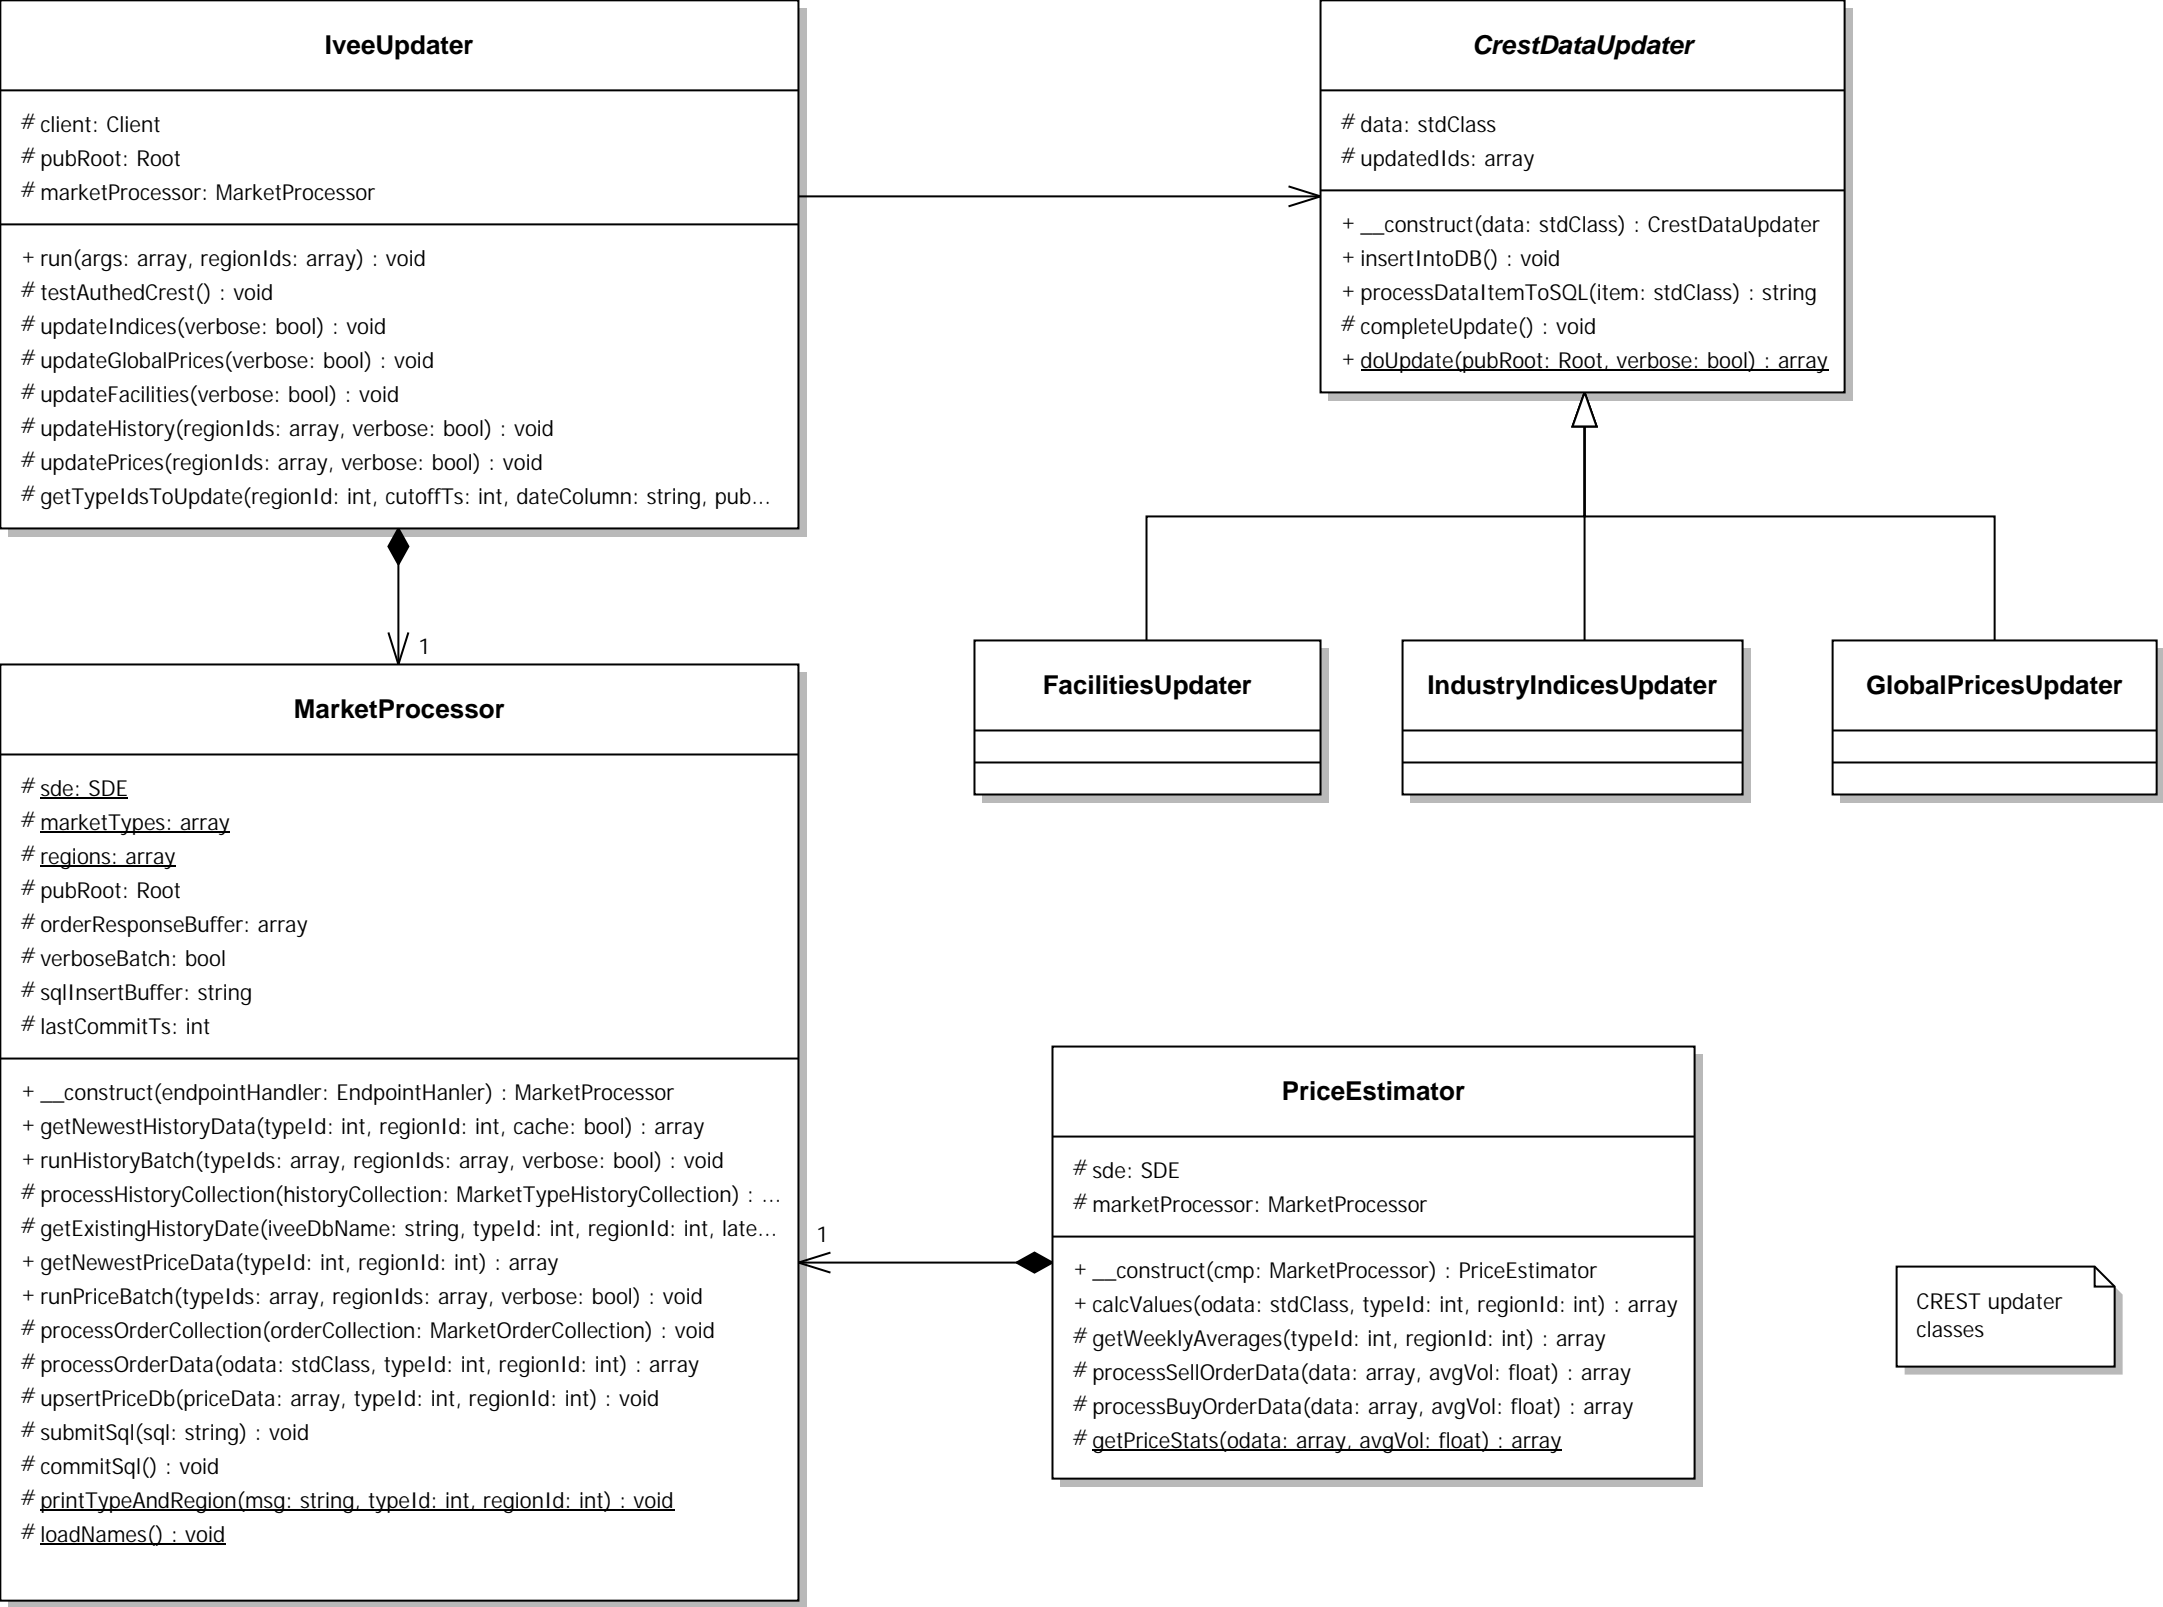 IveeUpdater
# client: Client
# pubRoot: Root
# marketProcessor: MarketProcessor
+ run(args: array, regionIds: array) : void
# testAuthedCrest() : void
# updateIndices(verbose: bool) : void
# updateGlobalPrices(verbose: bool) : void
# updateFacilities(verbose: bool) : void
# updateHistory(regionIds: array, verbose: bool) : void
# updatePrices(regionIds: array, verbose: bool) : void
# getTypeIdsToUpdate(regionId: int, cutoffTs: int, dateColumn: string, pub...
CrestDataUpdater
# data: stdClass
# updatedIds: array
+ __construct(data: stdClass) : CrestDataUpdater
+ insertIntoDB() : void
+ processDataItemToSQL(item: stdClass) : string
# completeUpdate() : void
+ doUpdate(pubRoot: Root, verbose: bool) : array
1
FacilitiesUpdater
IndustryIndicesUpdater
GlobalPricesUpdater
MarketProcessor
# sde: SDE
# marketTypes: array
# regions: array
# pubRoot: Root
# orderResponseBuffer: array
# verboseBatch: bool
# sqlInsertBuffer: string
# lastCommitTs: int
+ __construct(endpointHandler: EndpointHanler) : MarketProcessor
+ getNewestHistoryData(typeId: int, regionId: int, cache: bool) : array
+ runHistoryBatch(typeIds: array, regionIds: array, verbose: bool) : void
# processHistoryCollection(historyCollection: MarketTypeHistoryCollection) : ...
# getExistingHistoryDate(iveeDbName: string, typeId: int, regionId: int, late...
+ getNewestPriceData(typeId: int, regionId: int) : array
+ runPriceBatch(typeIds: array, regionIds: array, verbose: bool) : void
# processOrderCollection(orderCollection: MarketOrderCollection) : void
# processOrderData(odata: stdClass, typeId: int, regionId: int) : array
# upsertPriceDb(priceData: array, typeId: int, regionId: int) : void
# submitSql(sql: string) : void
# commitSql() : void
# printTypeAndRegion(msg: string, typeId: int, regionId: int) : void
# loadNames() : void
1
PriceEstimator
# sde: SDE
# marketProcessor: MarketProcessor
+ __construct(cmp: MarketProcessor) : PriceEstimator
+ calcValues(odata: stdClass, typeId: int, regionId: int) : array
# getWeeklyAverages(typeId: int, regionId: int) : array
# processSellOrderData(data: array, avgVol: float) : array
# processBuyOrderData(data: array, avgVol: float) : array
# getPriceStats(odata: array, avgVol: float) : array
CREST updater
classes